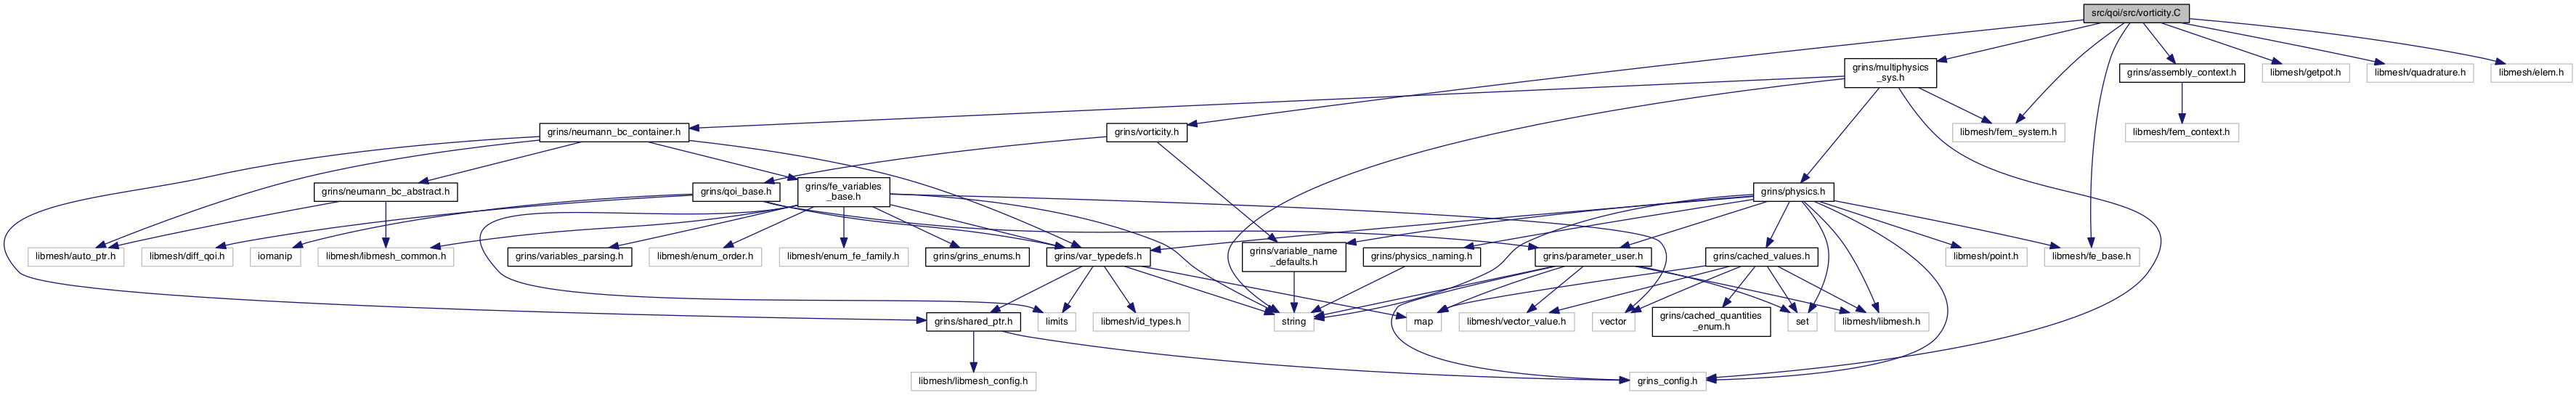 src/qoi/src/vorticity.C
grins/multiphysics
_sys.h
grins/assembly_context.h
libmesh/getpot.h
libmesh/quadrature.h
libmesh/elem.h
grins/neumann_bc_container.h
grins/vorticity.h
libmesh/fem_system.h
libmesh/fem_context.h
grins/neumann_bc_abstract.h
grins/qoi_base.h
grins/fe_variables
_base.h
grins/physics.h
libmesh/auto_ptr.h
libmesh/diff_qoi.h
iomanip
libmesh/libmesh_common.h
grins/variables_parsing.h
libmesh/enum_order.h
libmesh/enum_fe_family.h
grins/grins_enums.h
grins/var_typedefs.h
grins/variable_name
_defaults.h
grins/physics_naming.h
grins/parameter_user.h
grins/cached_values.h
libmesh/point.h
libmesh/fe_base.h
grins/shared_ptr.h
limits
libmesh/id_types.h
string
map
libmesh/vector_value.h
vector
grins/cached_quantities
_enum.h
set
libmesh/libmesh.h
libmesh/libmesh_config.h
grins_config.h